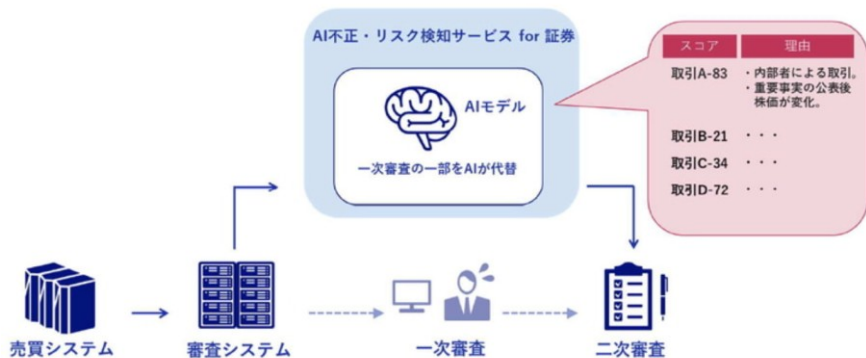 AI不正・リスク検知サービス for 証券
AIモデル
一次審査の一部をAIが代替
スコア 理由
取引A-83 ・内部者による取引。
・重要事実の公表後
株価が変化。
取引B-21 ・・・
取引C-34 ・・・
取引D-72 ・・・
売買システム
審査システム
一次審査
二次審査